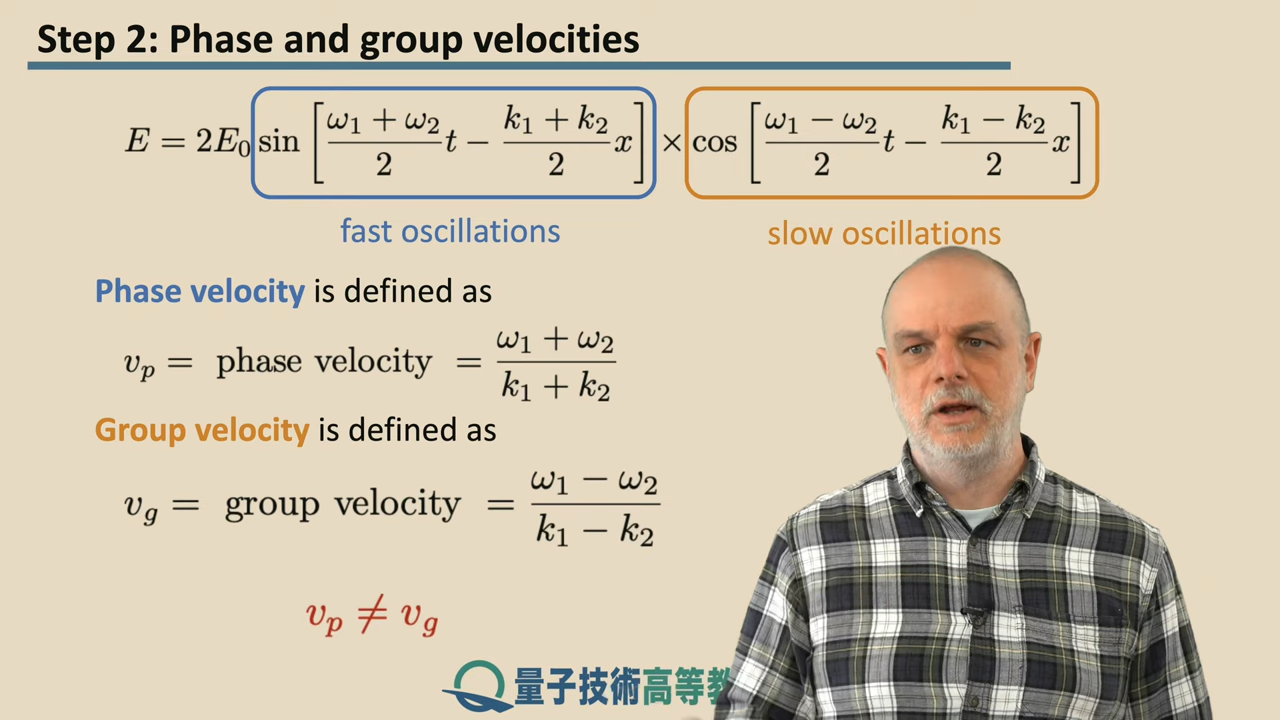 Step 2: Phase and group velocities
E = 2E₀ sin [ (ω₁ + ω₂)/2 t − (k₁ + k₂)/2 x ] × cos [ (ω₁ − ω₂)/2 t − (k₁ − k₂)/2 x ]
fast oscillations slow oscillations
Phase velocity is defined as
vₚ = phase velocity = (ω₁ + ω₂)/(k₁ + k₂)
Group velocity is defined as
v_g = group velocity = (ω₁ − ω₂)/(k₁ − k₂)
vₚ ≠ v_g
量子技術高等教